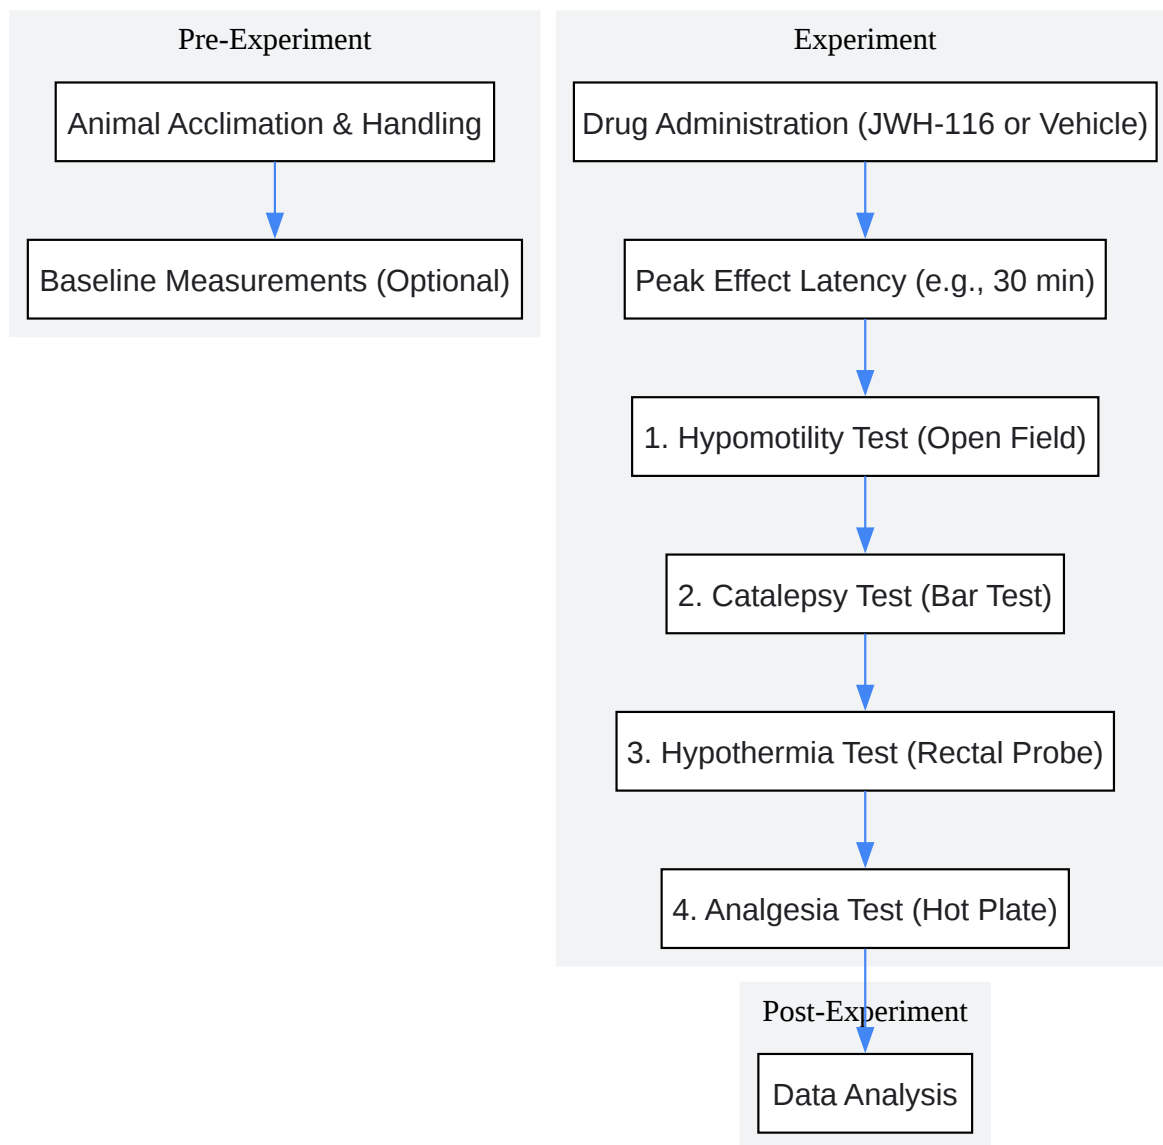 Pre-Experiment
Animal Acclimation & Handling
Baseline Measurements (Optional)
Experiment
Drug Administration (JWH-116 or Vehicle)
Peak Effect Latency (e.g., 30 min)
1. Hypomotility Test (Open Field)
2. Catalepsy Test (Bar Test)
3. Hypothermia Test (Rectal Probe)
4. Analgesia Test (Hot Plate)
Post-Experiment
Data Analysis